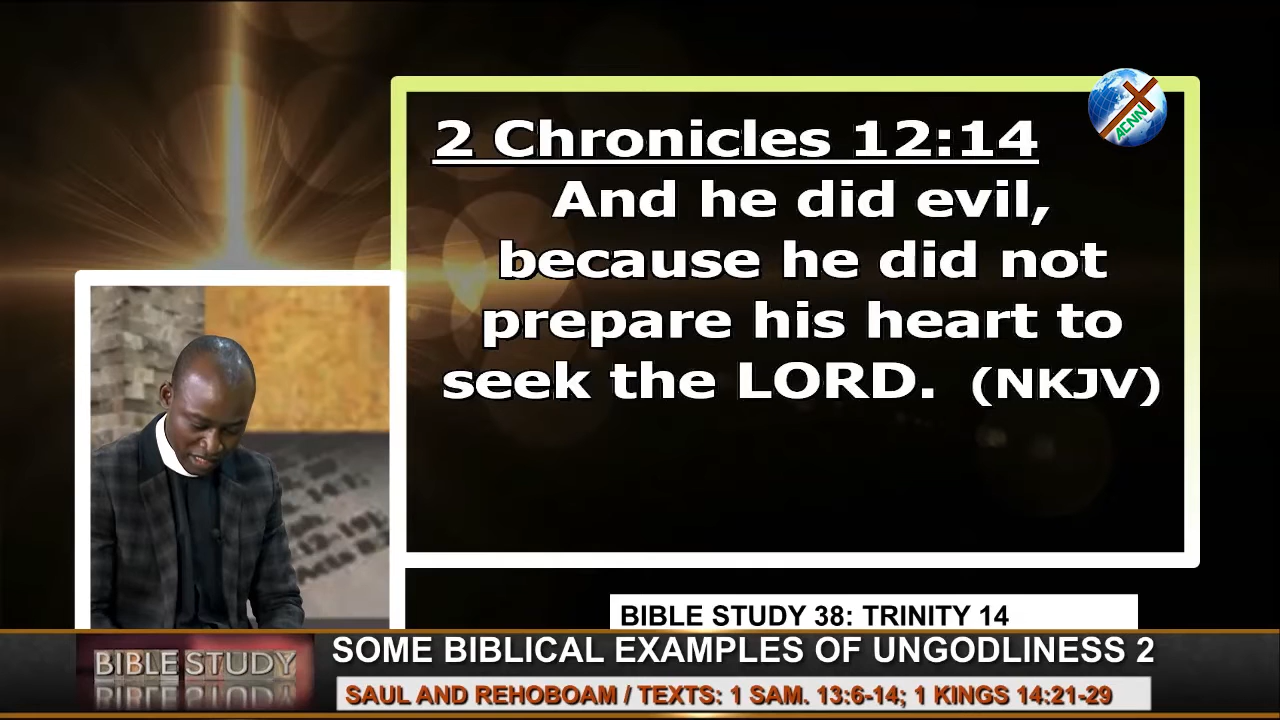 2 Chronicles 12:14
And he did evil,
because he did not
prepare his heart to
seek the LORD. (NKJV)
ACNN
BIBLE STUDY 38: TRINITY 14
BIBLE STUDY
SOME BIBLICAL EXAMPLES OF UNGODLINESS 2
SAUL AND REHOBOAM / TEXTS: 1 SAM. 13:6-14; 1 KINGS 14:21-29